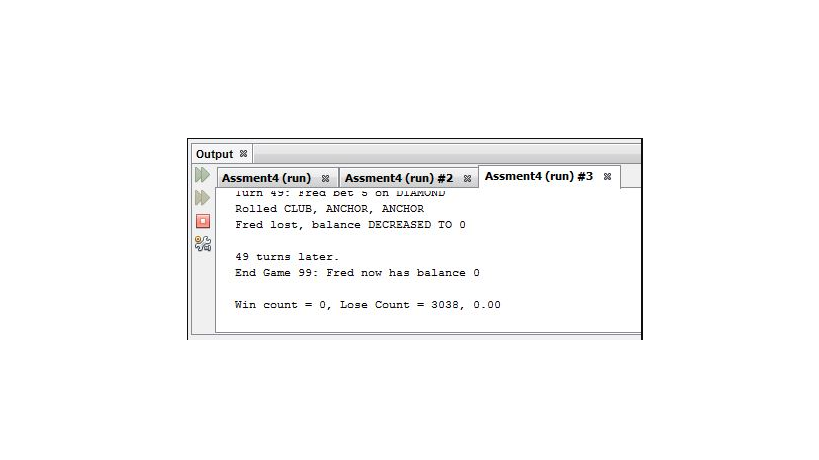 Output
Assment4 (run) Assment4 (run) #2 Assment4 (run) #3
Turn 49: Fred bet 5 on DIAMOND
Rolled CLUB, ANCHOR, ANCHOR
Fred lost, balance DECREASED TO 0
49 turns later.
End Game 99: Fred now has balance 0
Win count = 0, Lose Count = 3038, 0.00